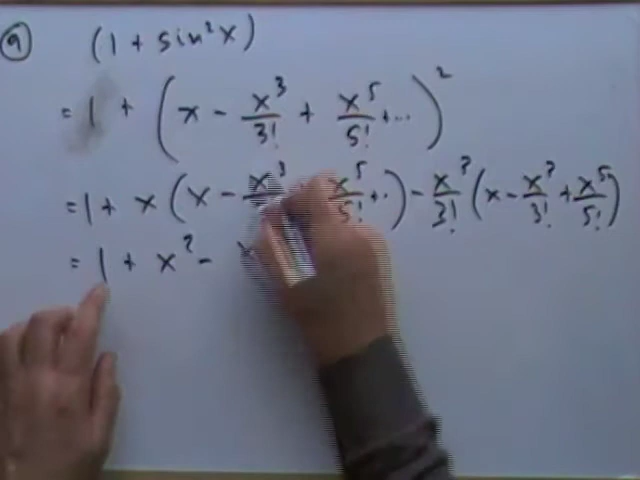 9 (1 + sin²x)
= 1 + (x - x³/3! + x⁵/5! + ...)²
= 1 + x(x - x³/ x⁵/5! + ..) - x³/3! (x - x³/3! + x⁵/5!)
= 1 + x² - x